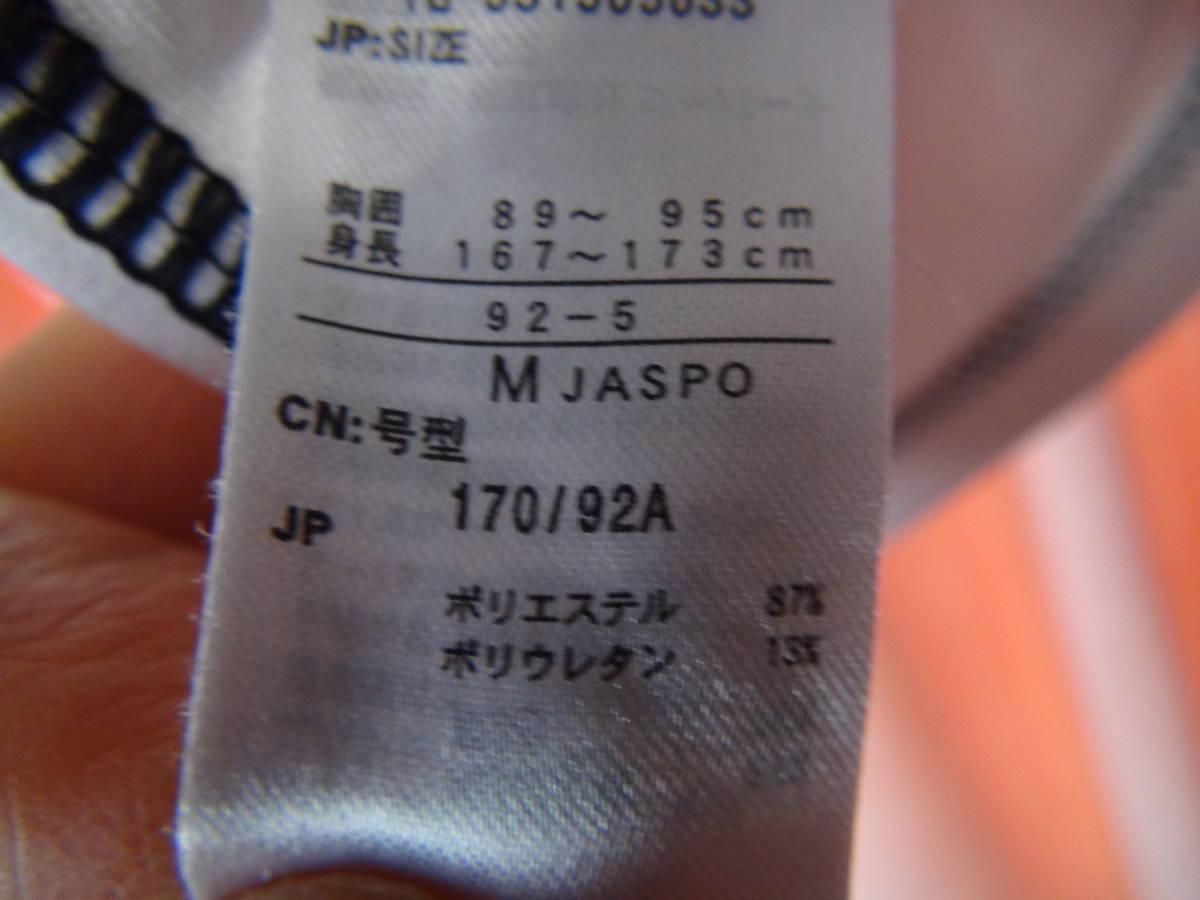 JP:SIZE
胸囲 89〜 95cm
身長 167〜173cm
92-5
M JASPO
CN:号型
170/92A
JP
ポリエステル 87%
ポリウレタン 13%